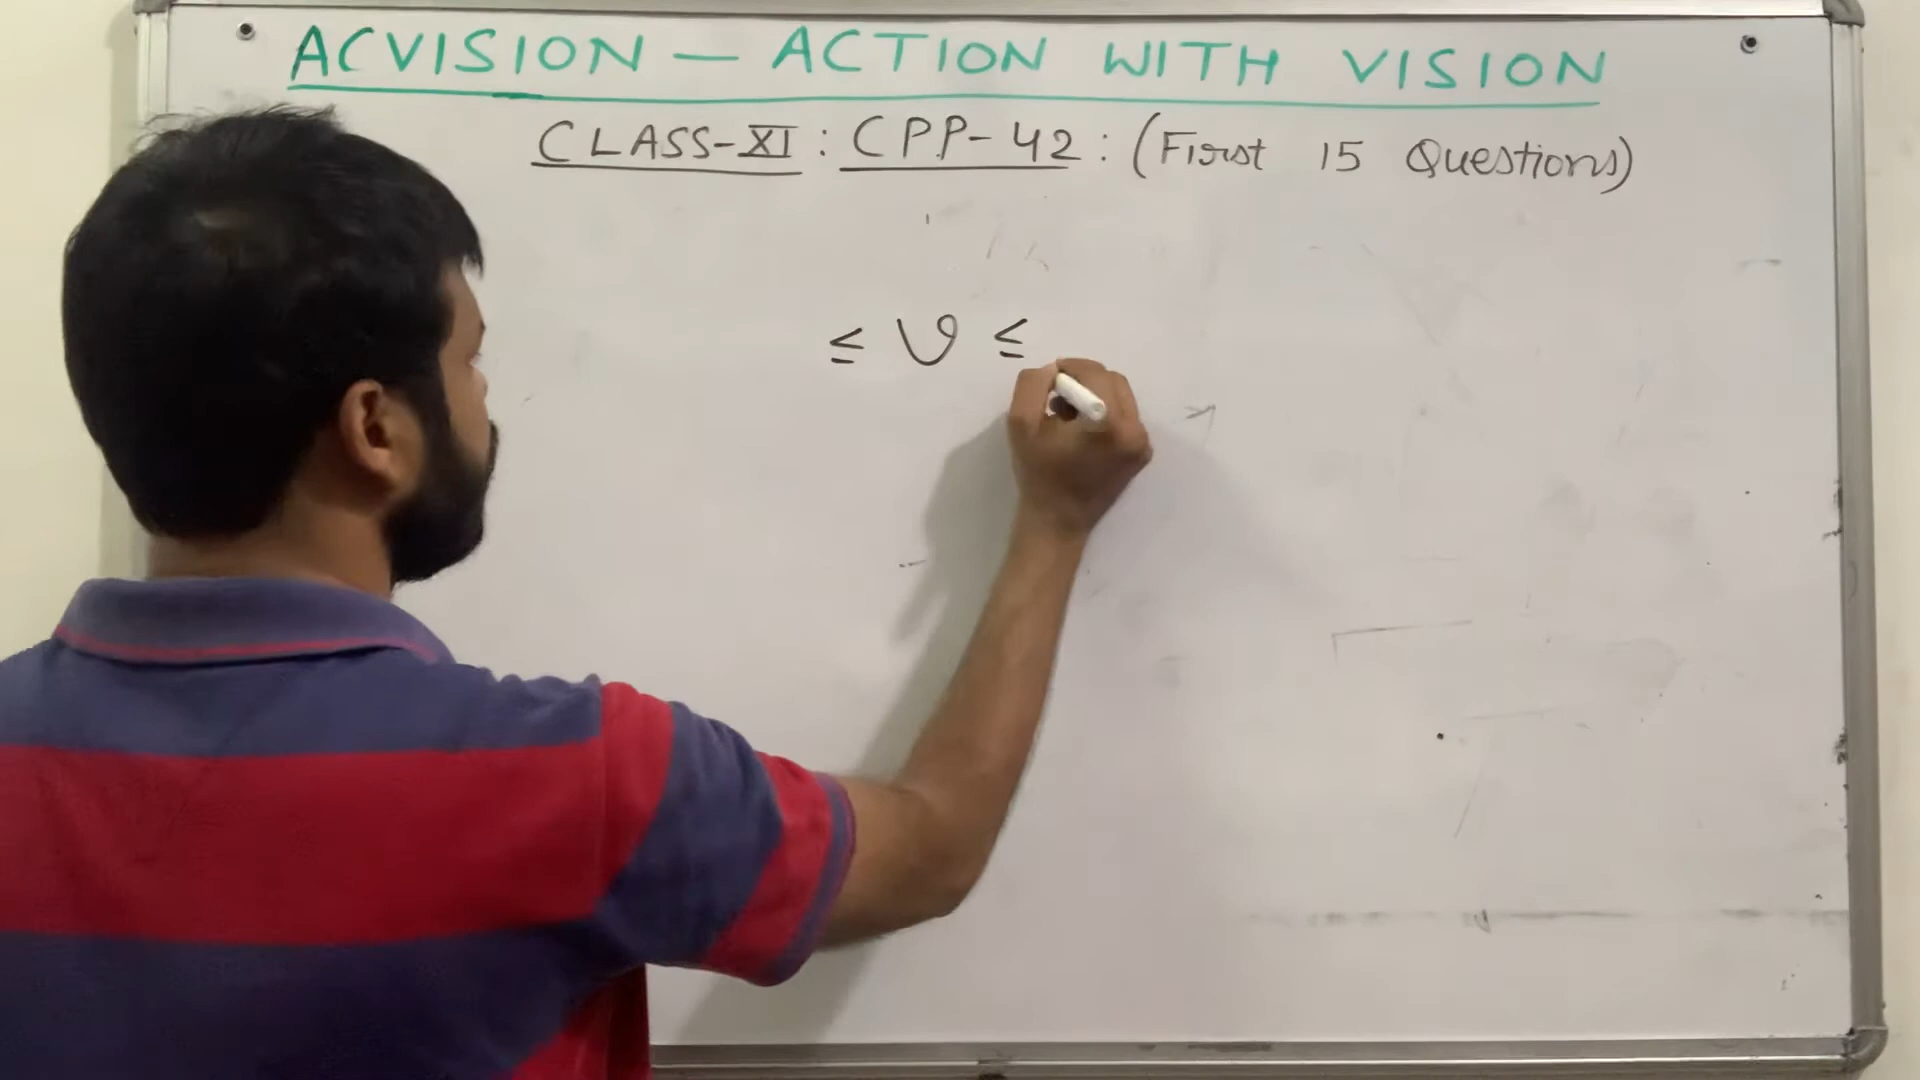 ACVISION — ACTION WITH VISION
CLASS-XI : CPP-42 : (First 15 Questions)
≤ v ≤